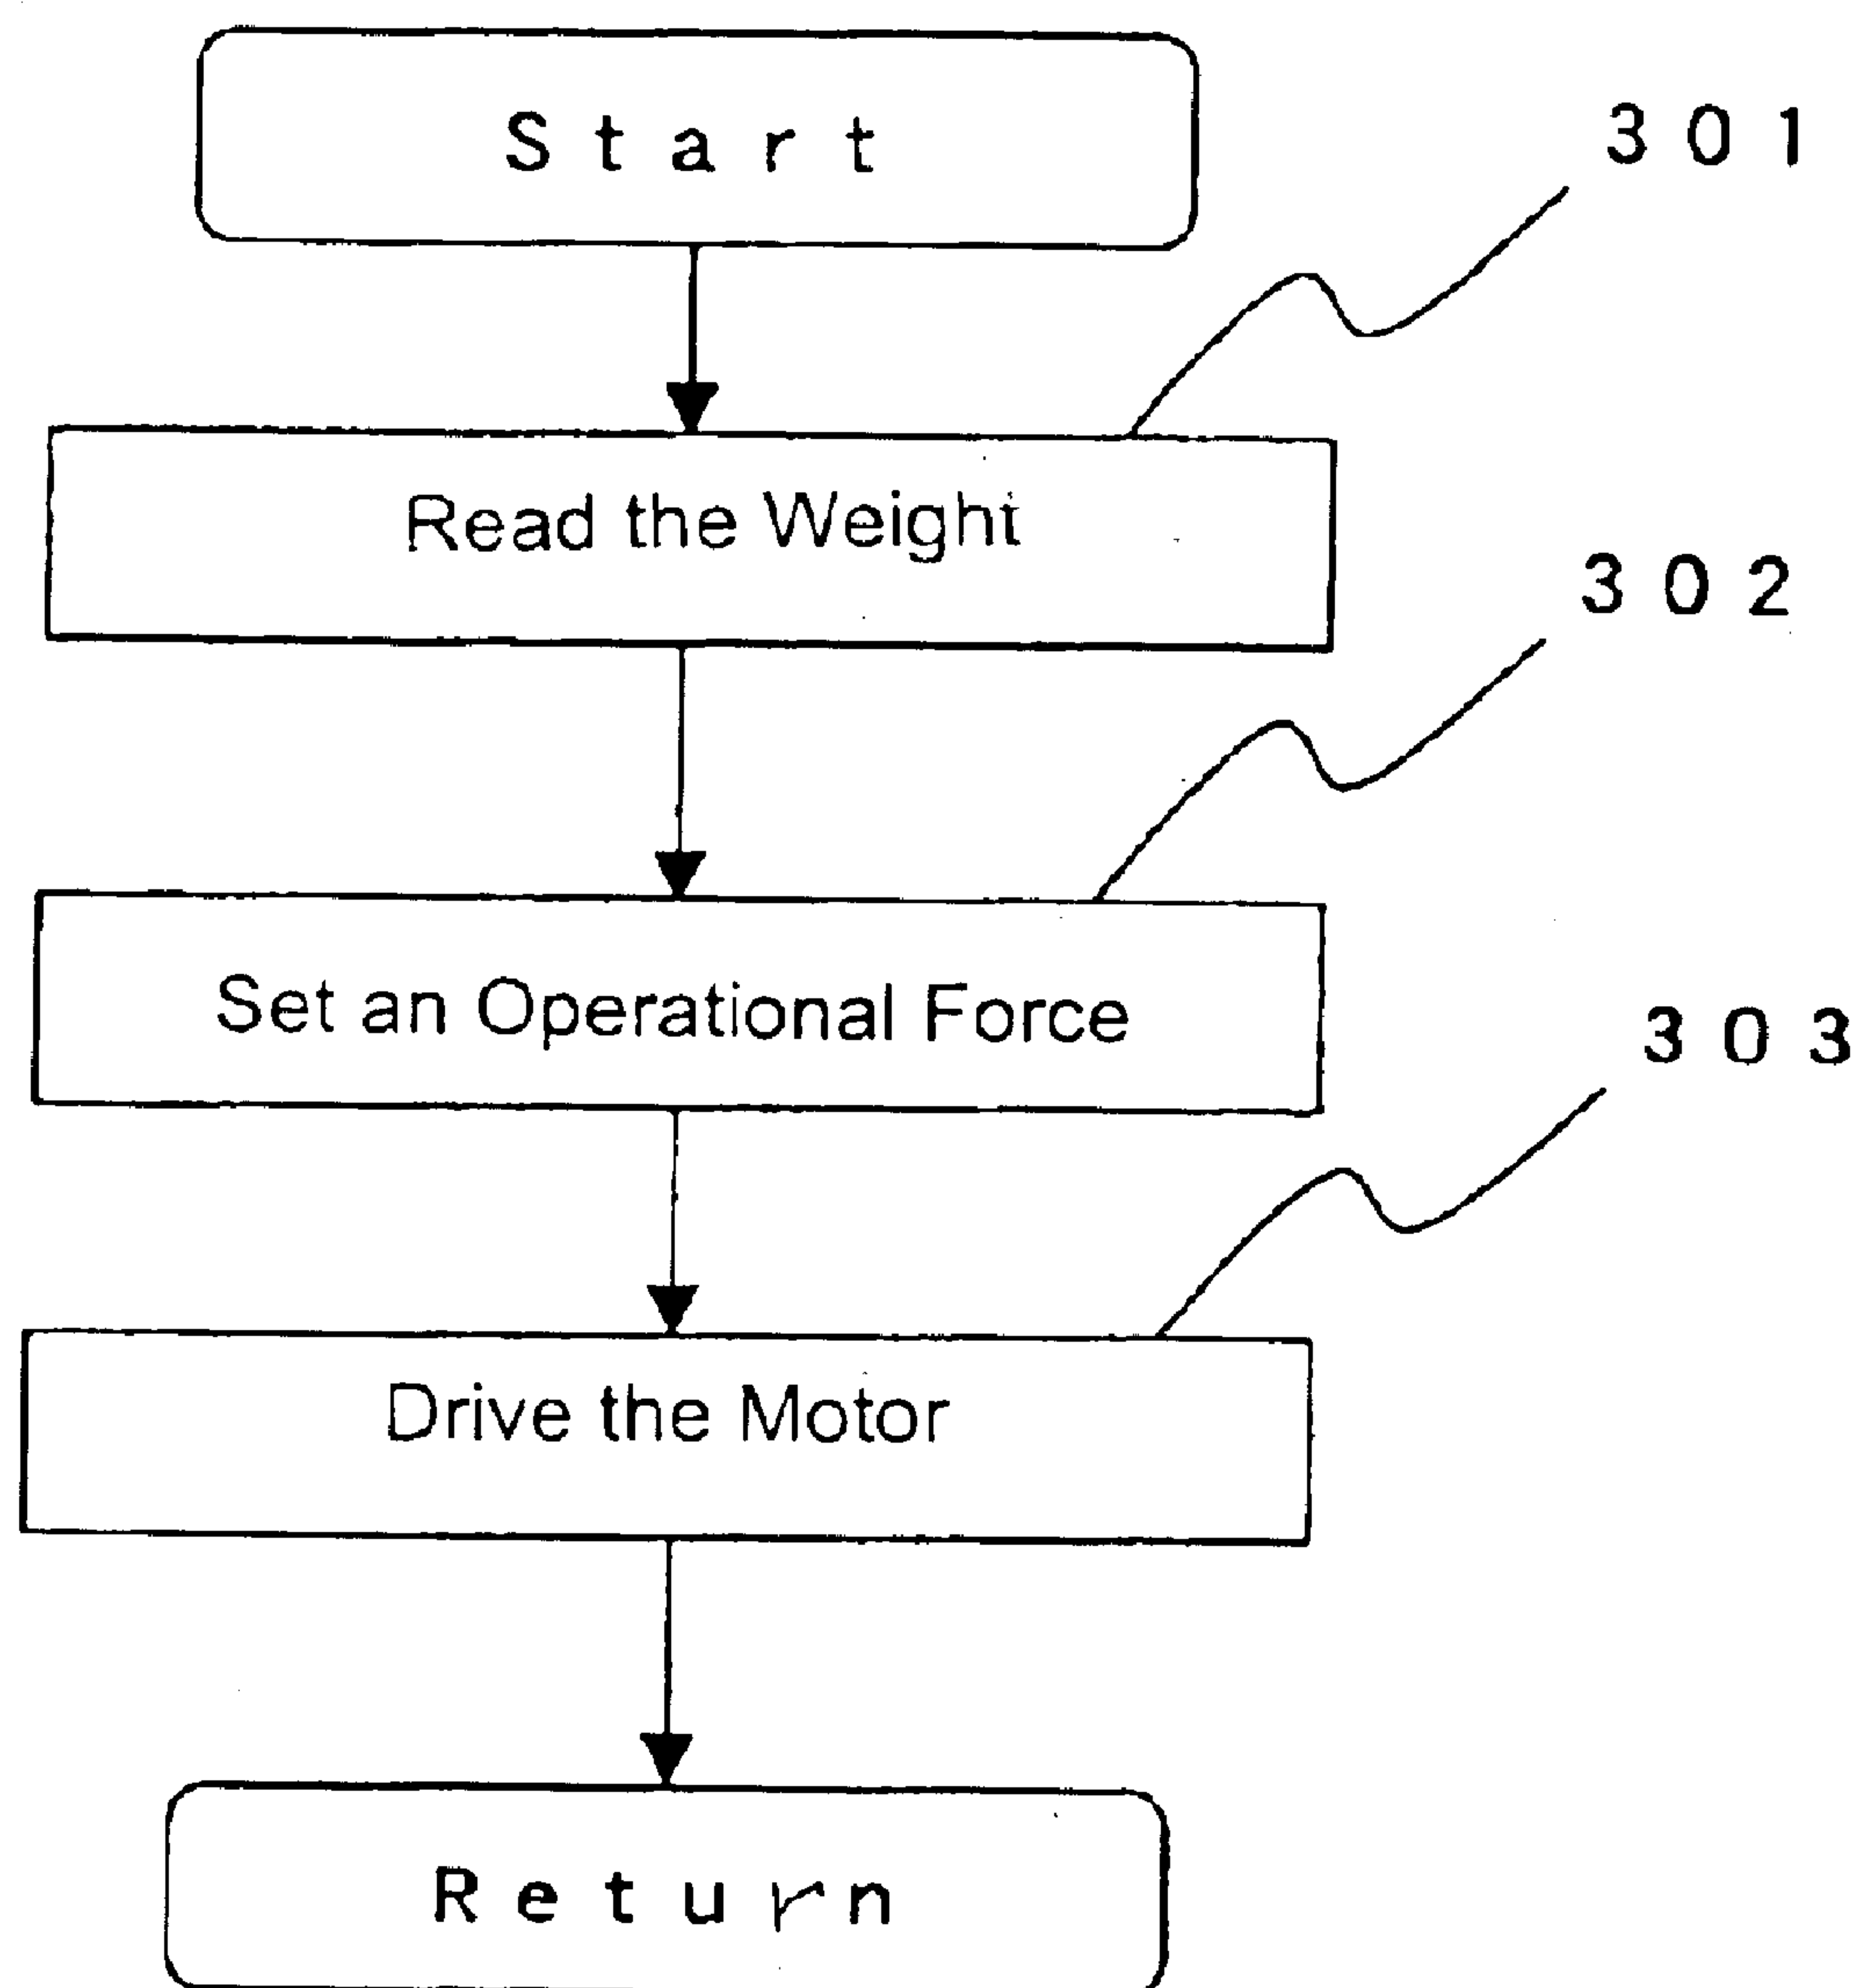 Start
301
Read the Weight
302
Set an Operational Force
303
Drive the Motor
Return